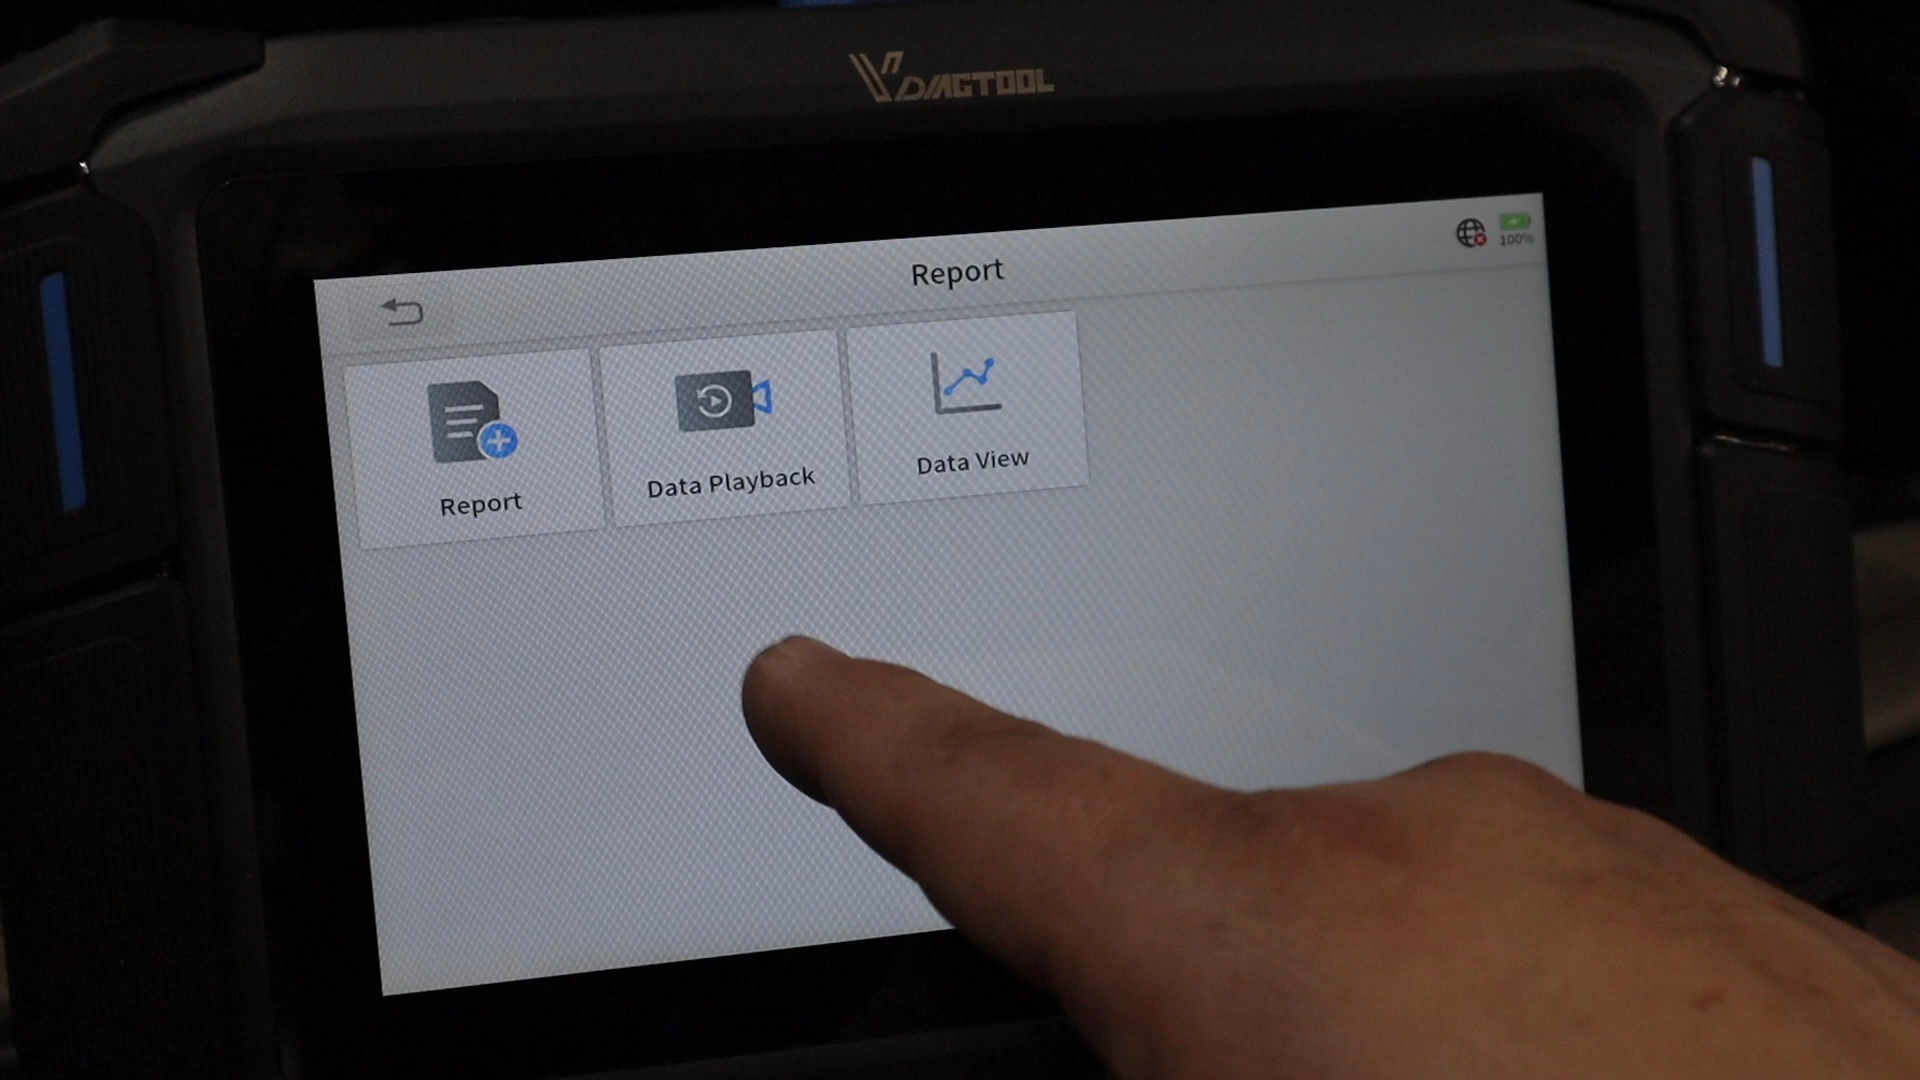 VDIAGTOOL
Report
100%
Report
Data Playback
Data View